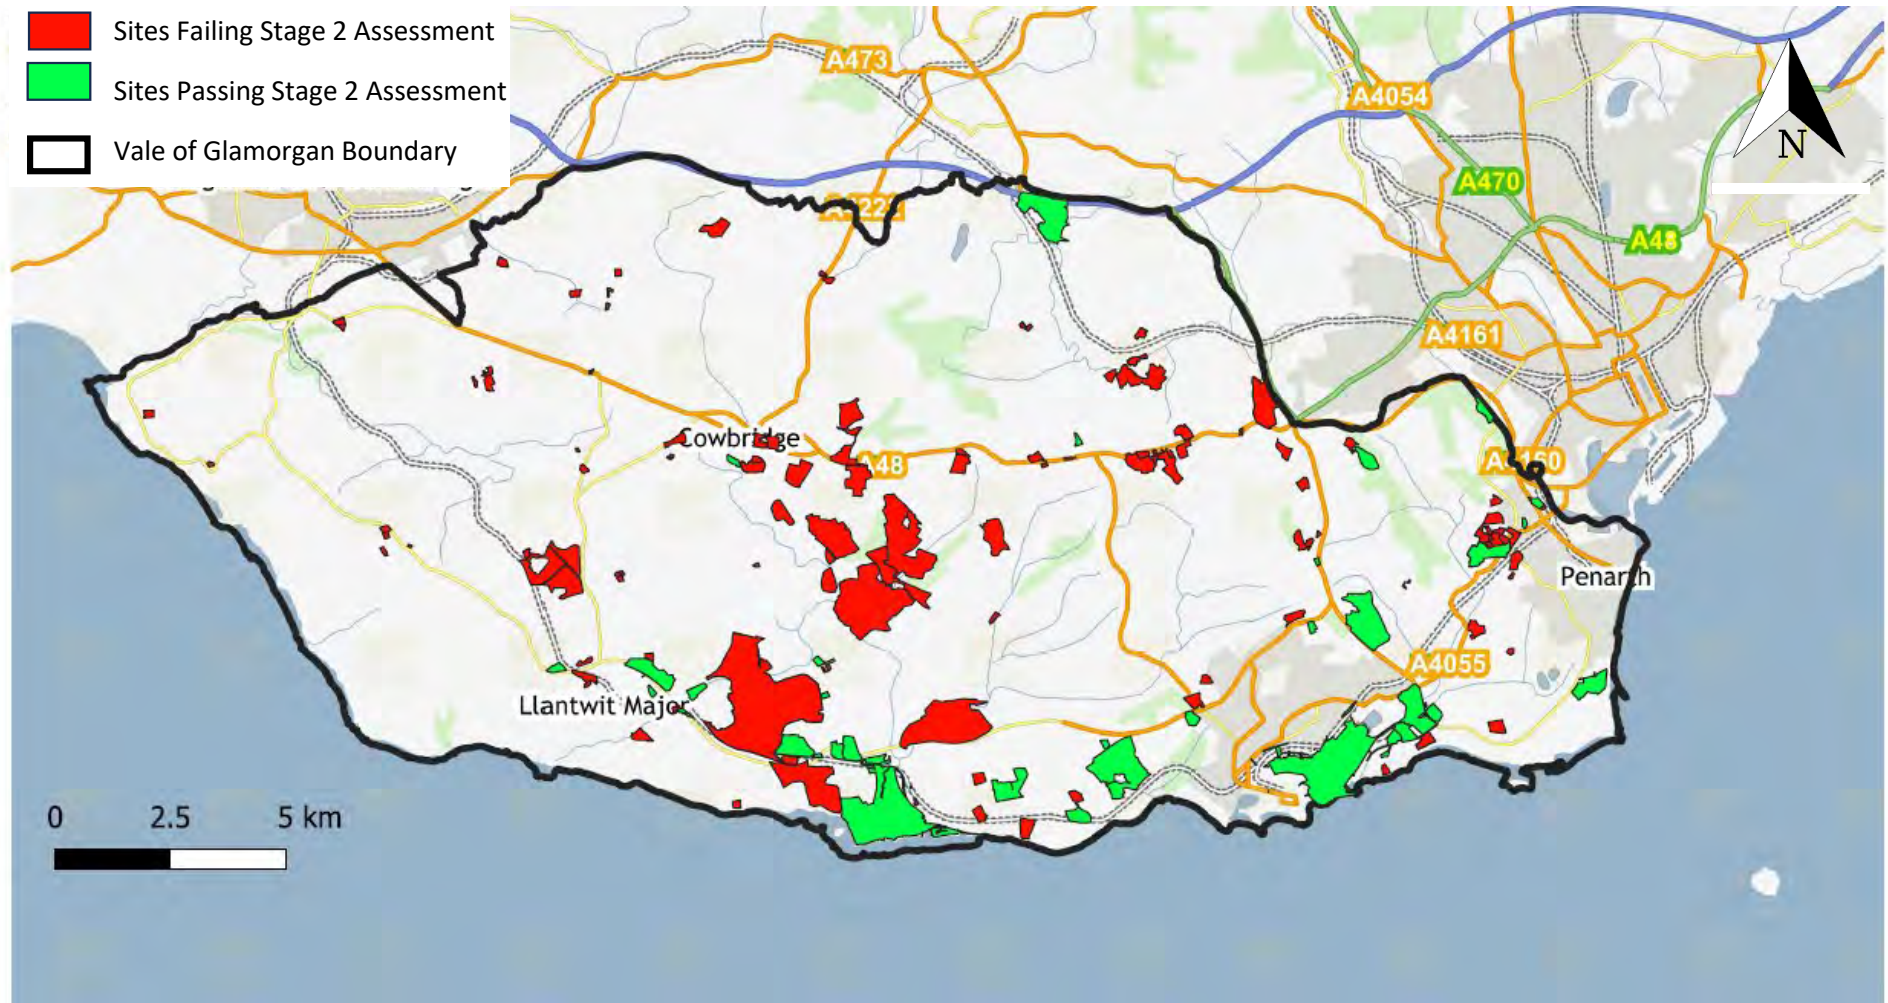 Sites Failing Stage 2 Assessment
Sites Passing Stage 2 Assessment
Vale of Glamorgan Boundary
A473
A4054
N
A470
A48
A4161
Cowbridge
A48
A4160
Penarth
A4055
Llantwit Major
0 2.5 5 km